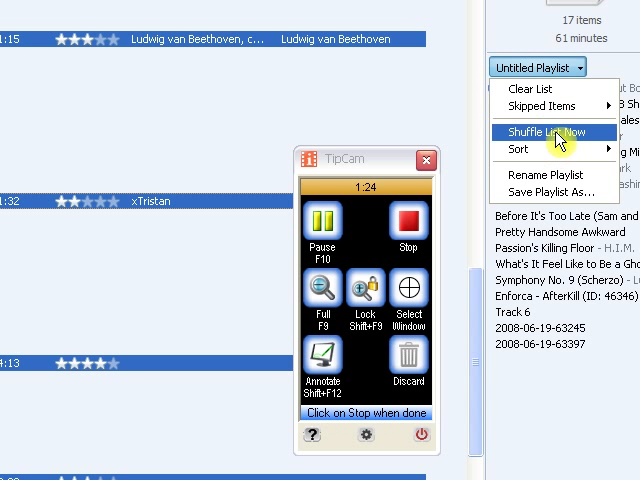 1:15 Ludwig van Beethoven, c... Ludwig van Beethoven
1:32 xTristan
4:13
TipCam
1:24
Pause
F10
Stop
Full
F9
Lock
Shift+F9
Select
Window
Annotate
Shift+F12
Discard
Click on Stop when done
?
17 items
61 minutes
Untitled Playlist
Clear List
Skipped Items
Shuffle List Now
Sort
Rename Playlist
Save Playlist As...
Before It's Too Late (Sam and
Pretty Handsome Awkward
Passion's Killing Floor - H.I.M.
What's It Feel Like to Be a Gho
Symphony No. 9 (Scherzo) - Lu
Enforca - AfterKill (ID: 46346)
Track 6
2008-06-19-63245
2008-06-19-63397